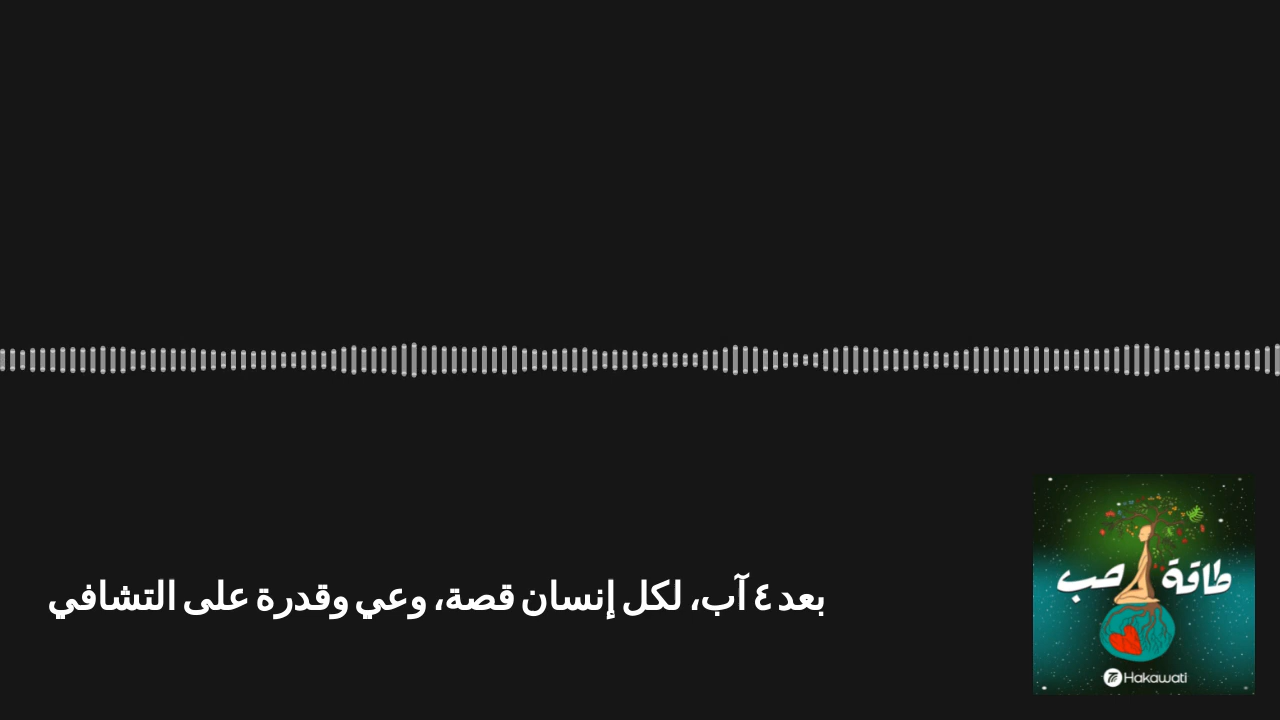 بعد ٤ آب، لكل إنسان قصة، وعي وقدرة على التشافي
طاقة حب
Hakawati